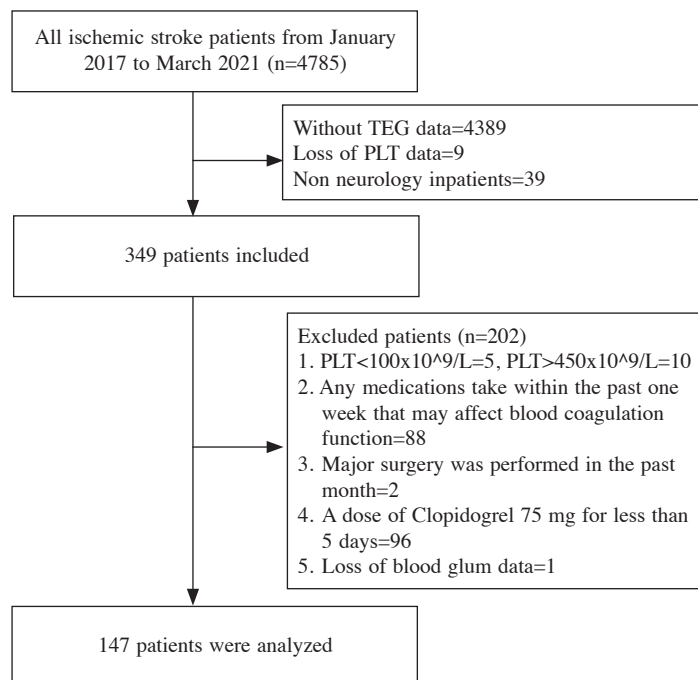 All ischemic stroke patients from January
2017 to March 2021 (n=4785)
Without TEG data=4389
Loss of PLT data=9
Non neurology inpatients=39
349 patients included
Excluded patients (n=202)
1. PLT<100x10^9/L=5, PLT>450x10^9/L=10
2. Any medications take within the past one
week that may affect blood coagulation
function=88
3. Major surgery was performed in the past
month=2
4. A dose of Clopidogrel 75 mg for less than
5 days=96
5. Loss of blood glum data=1
147 patients were analyzed